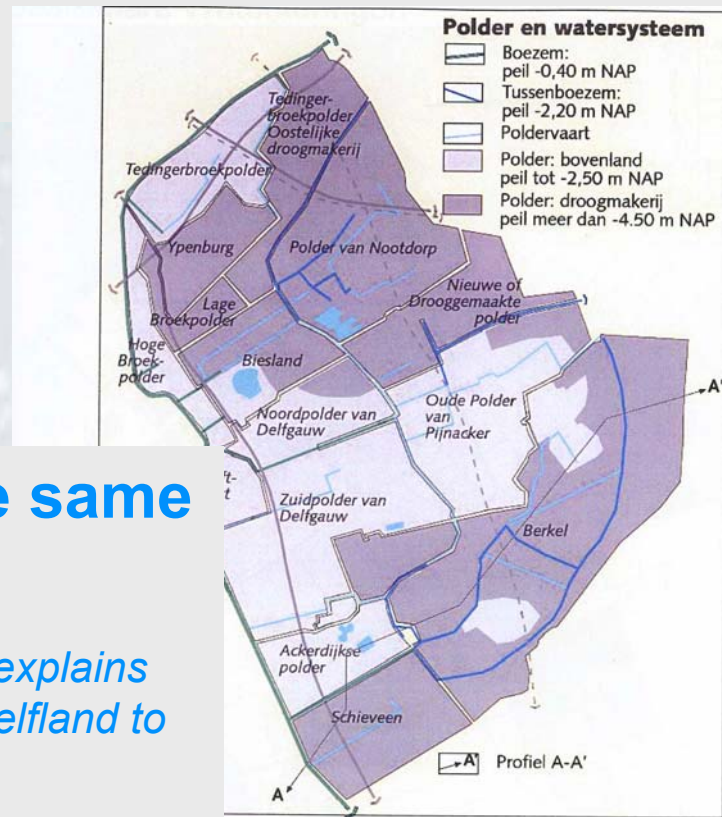 Polder en watersysteem
Boezem:
peil -0,40 m NAP
Tussenboezem:
peil -2,20 m NAP
Poldervaart
Polder: bovenland
peil tot -2,50 m NAP
Polder: droogmakerij
peil meer dan -4.50 m NAP
Tedinger-
broekpolder
Oostelijke
droogmakerij
Tedingerbroekpolder
Ypenburg
Polder van Nootdorp
Nieuwe of
Drooggemaakte
polder
Lage
Broekpolder
Hoge
Broek-
polder
Biesland
Noordpolder van
Delfgauw
Oude Polder
van
Pijnacker
A'
e same
Zuidpolder van
Delfgauw
Berkel
explains
elfland to
Ackerdijkse
polder
Schieveen
A' Profiel A-A'
A